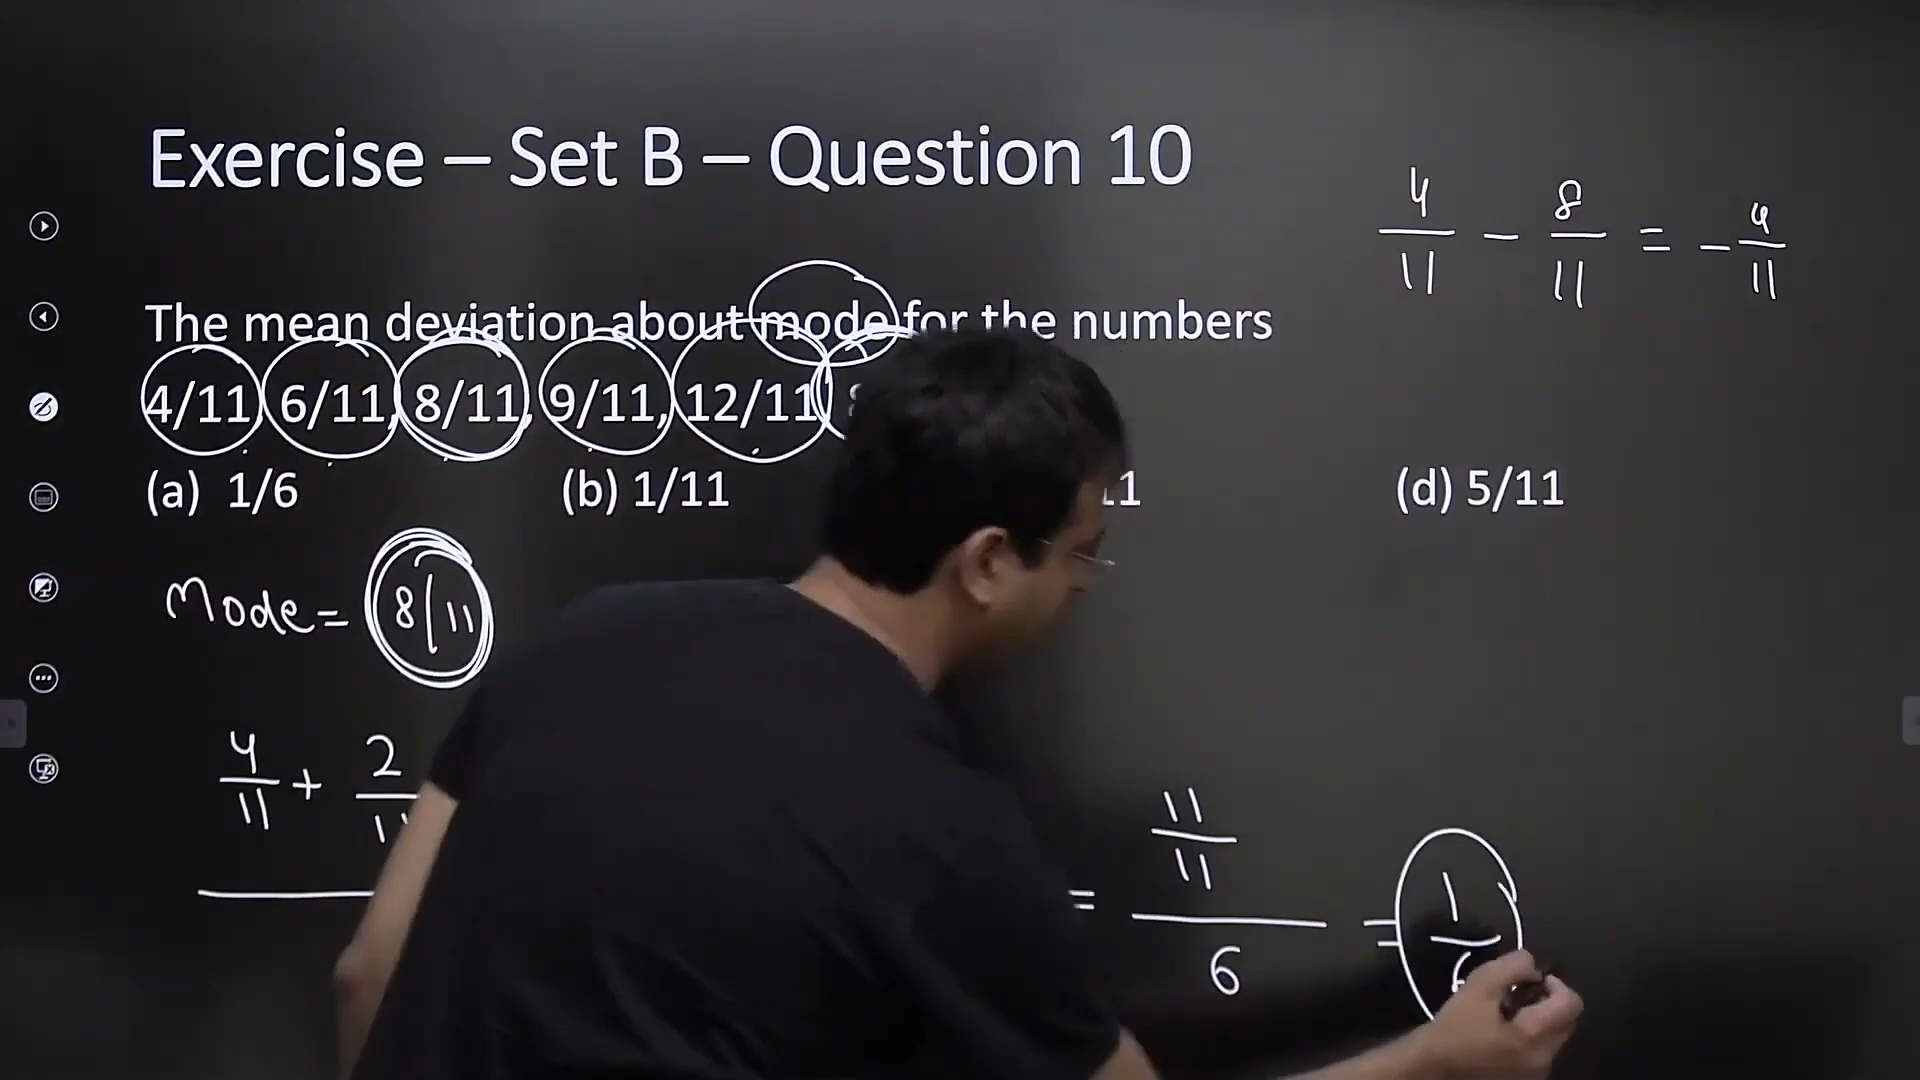 Exercise – Set B – Question 10
4/11 - 8/11 = - 4/11
The mean deviation about mode for the numbers
4/11, 6/11, 8/11, 9/11, 12/11,
(a) 1/6 (b) 1/11 (d) 5/11
Mode = 8/11
4/11 + 2/11
= 11/11 / 6 = 1/6